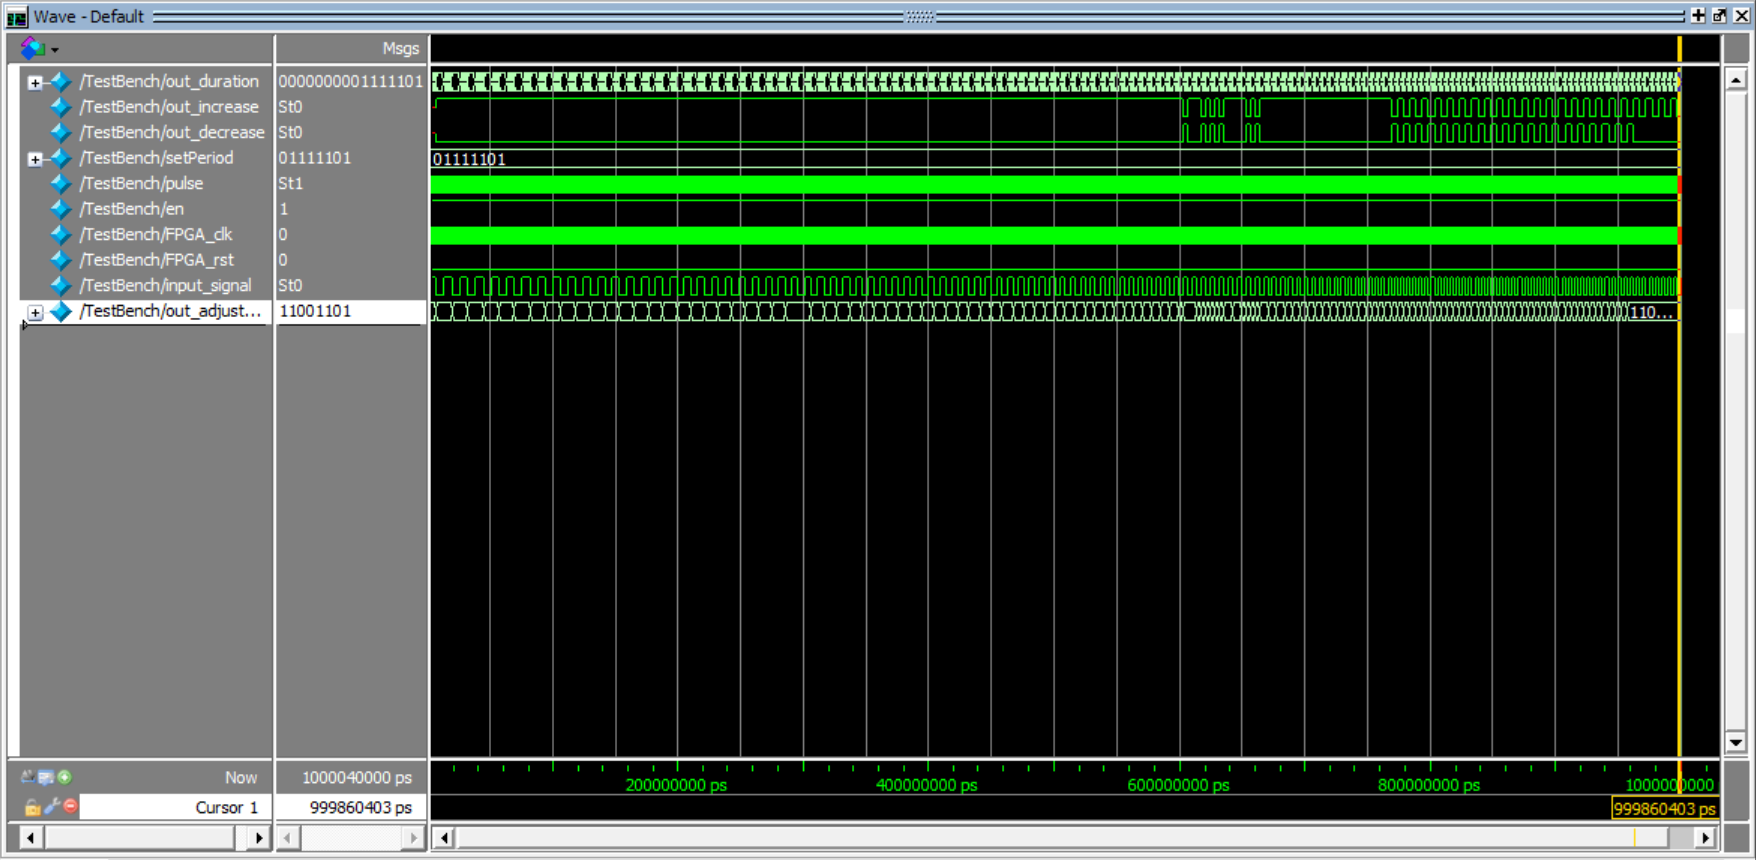 Wave - Default
Msgs
/TestBench/out_duration 0000000001111101
/TestBench/out_increase St0
/TestBench/out_decrease St0
/TestBench/setPeriod 01111101 01111101
/TestBench/pulse St1
/TestBench/en 1
/TestBench/FPGA_clk 0
/TestBench/FPGA_rst 0
/TestBench/input_signal St0
/TestBench/out_adjust... 11001101 110...
Now 1000040000 ps 200000000 ps 400000000 ps 600000000 ps 800000000 ps 1000000000
Cursor 1 999860403 ps 999860403 ps